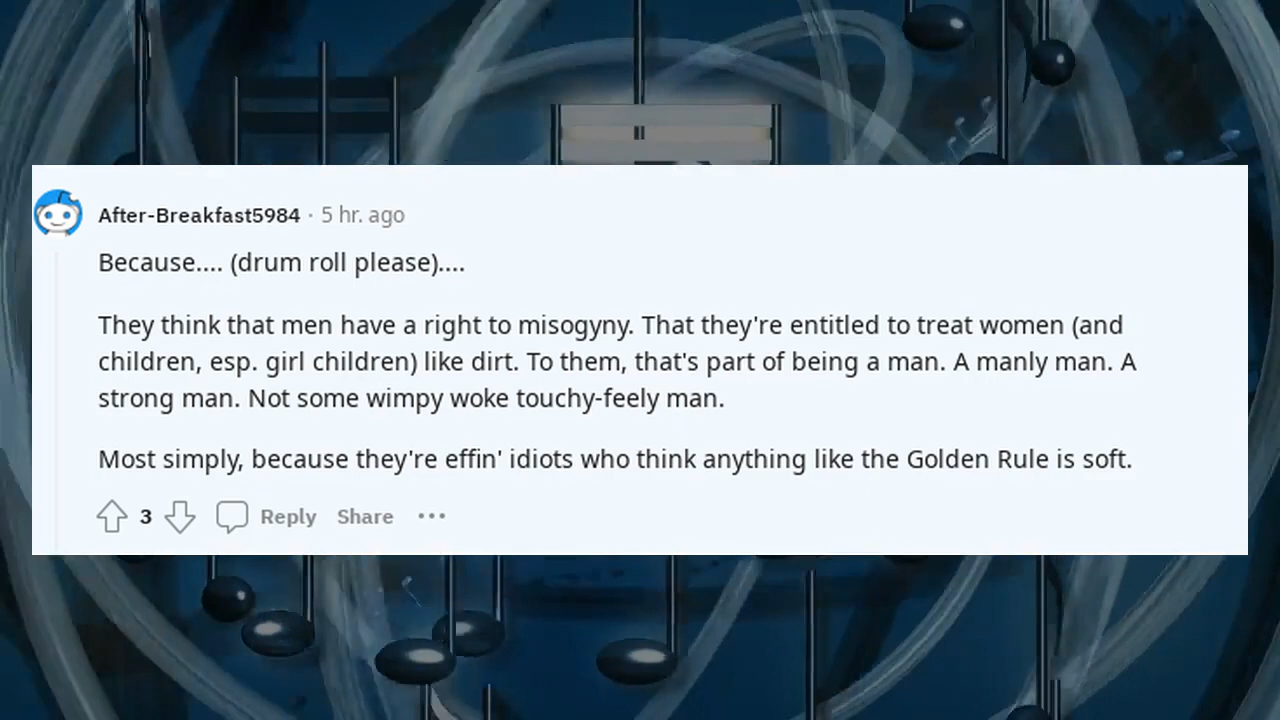 After-Breakfast5984 · 5 hr. ago
Because.... (drum roll please)....
They think that men have a right to misogyny. That they're entitled to treat women (and
children, esp. girl children) like dirt. To them, that's part of being a man. A manly man. A
strong man. Not some wimpy woke touchy-feely man.
Most simply, because they're effin' idiots who think anything like the Golden Rule is soft.
3 Reply Share ···